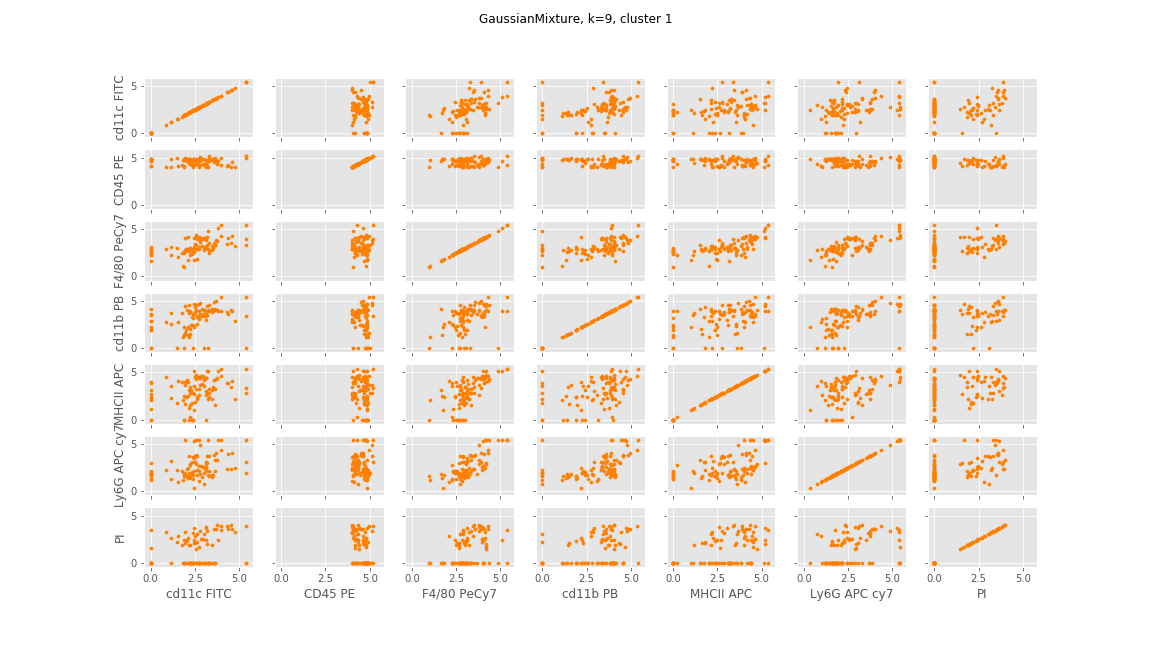 GaussianMixture, k=9, cluster 1
cd11c FITC
5
0
CD45 PE
5
0
F4/80 PeCy7
5
0
cd11b PB
5
0
MHCII APC
5
0
Ly6G APC cy7
5
0
PI
5
0
0.0 2.5 5.0 0.0 2.5 5.0 0.0 2.5 5.0 0.0 2.5 5.0 0.0 2.5 5.0 0.0 2.5 5.0 0.0 2.5 5.0
cd11c FITC CD45 PE F4/80 PeCy7 cd11b PB MHCII APC Ly6G APC cy7 PI